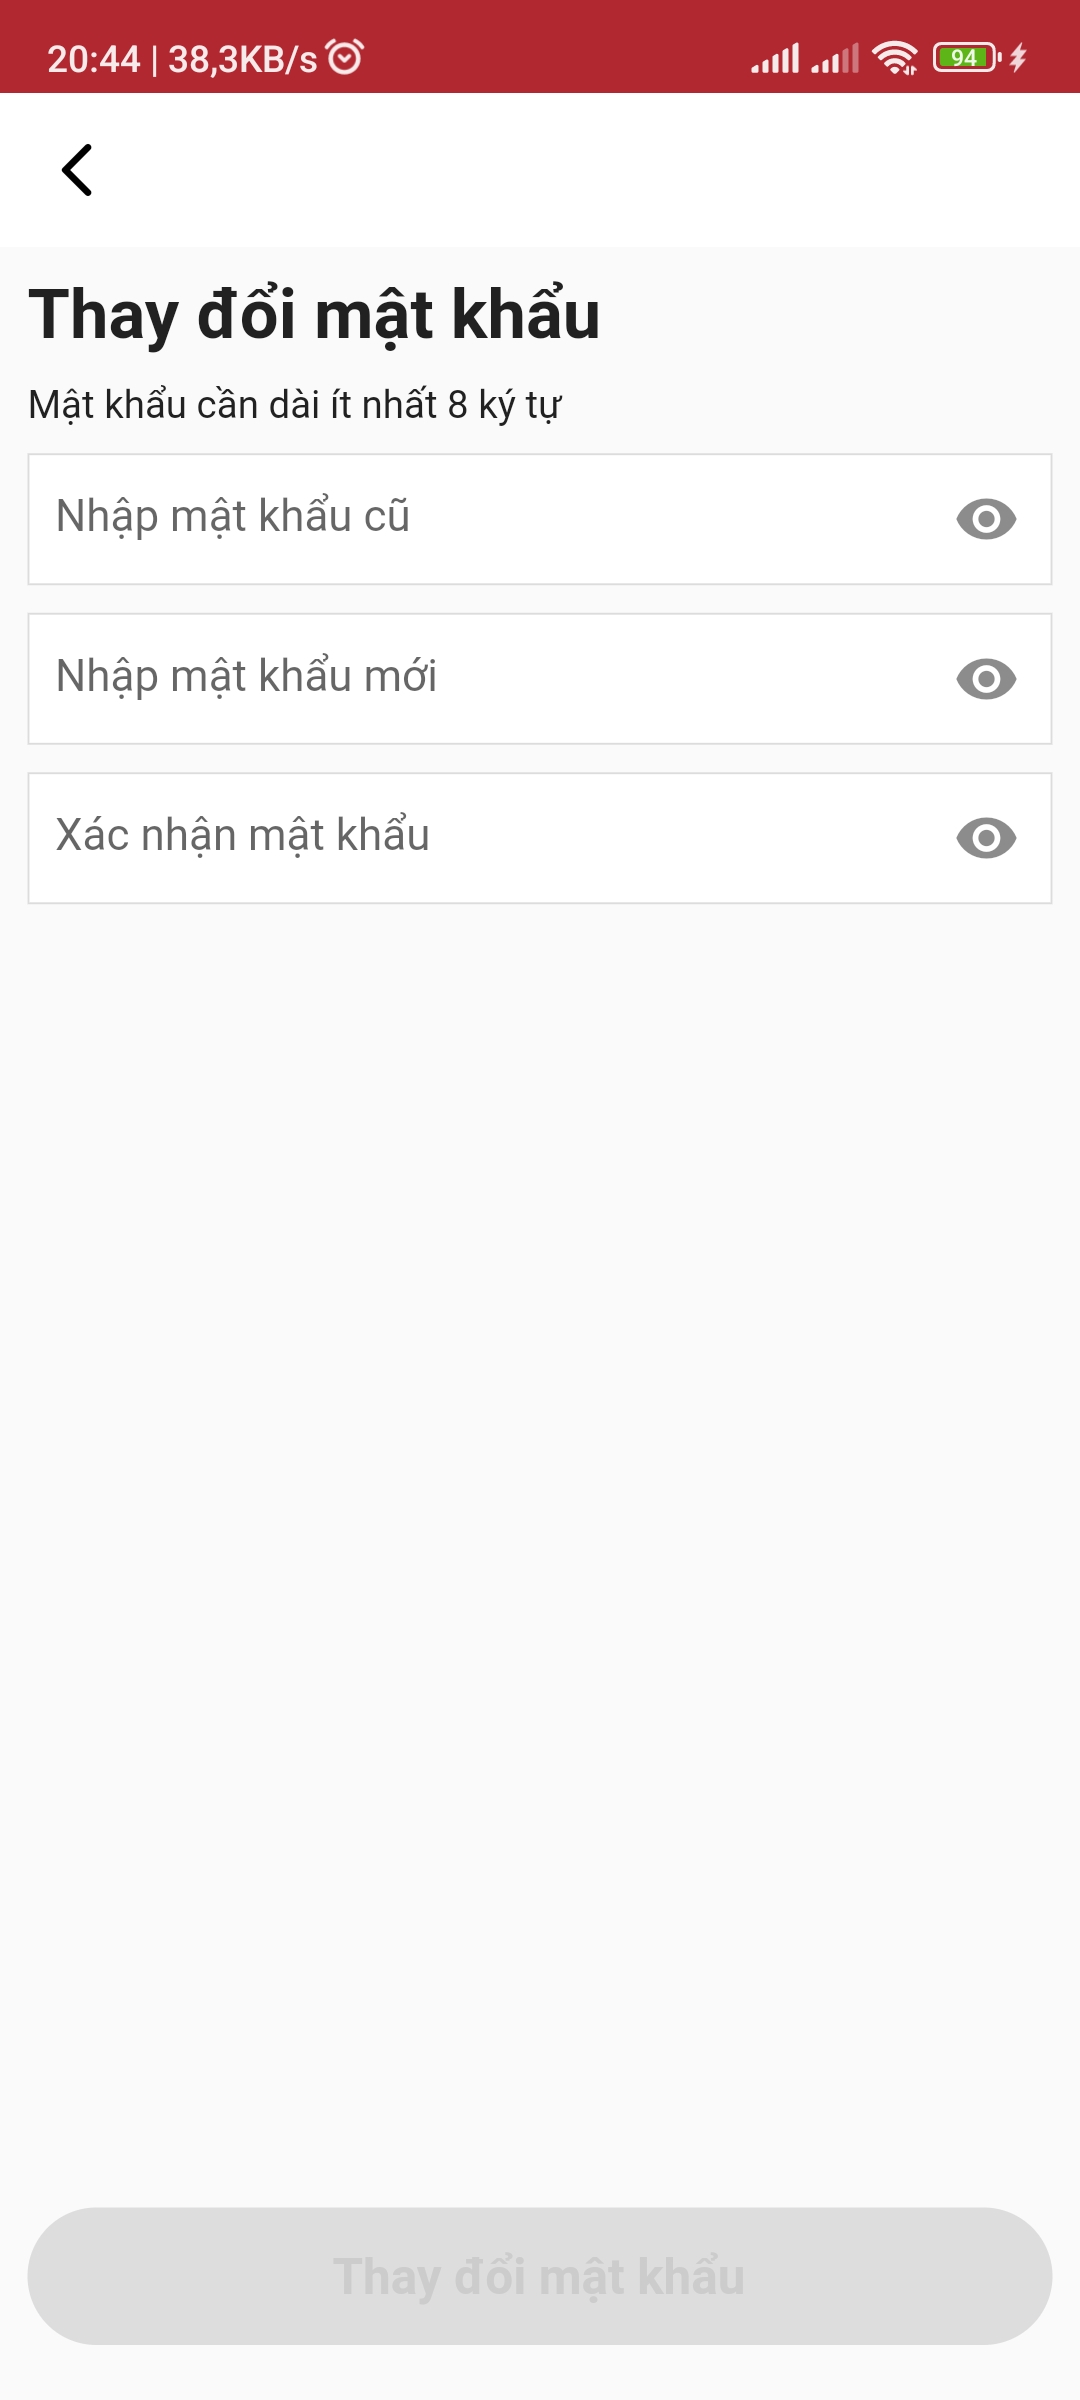 20:44 | 38,3KB/s
94
Thay đổi mật khẩu
Mật khẩu cần dài ít nhất 8 ký tự
Nhập mật khẩu cũ
Nhập mật khẩu mới
Xác nhận mật khẩu
Thay đổi mật khẩu